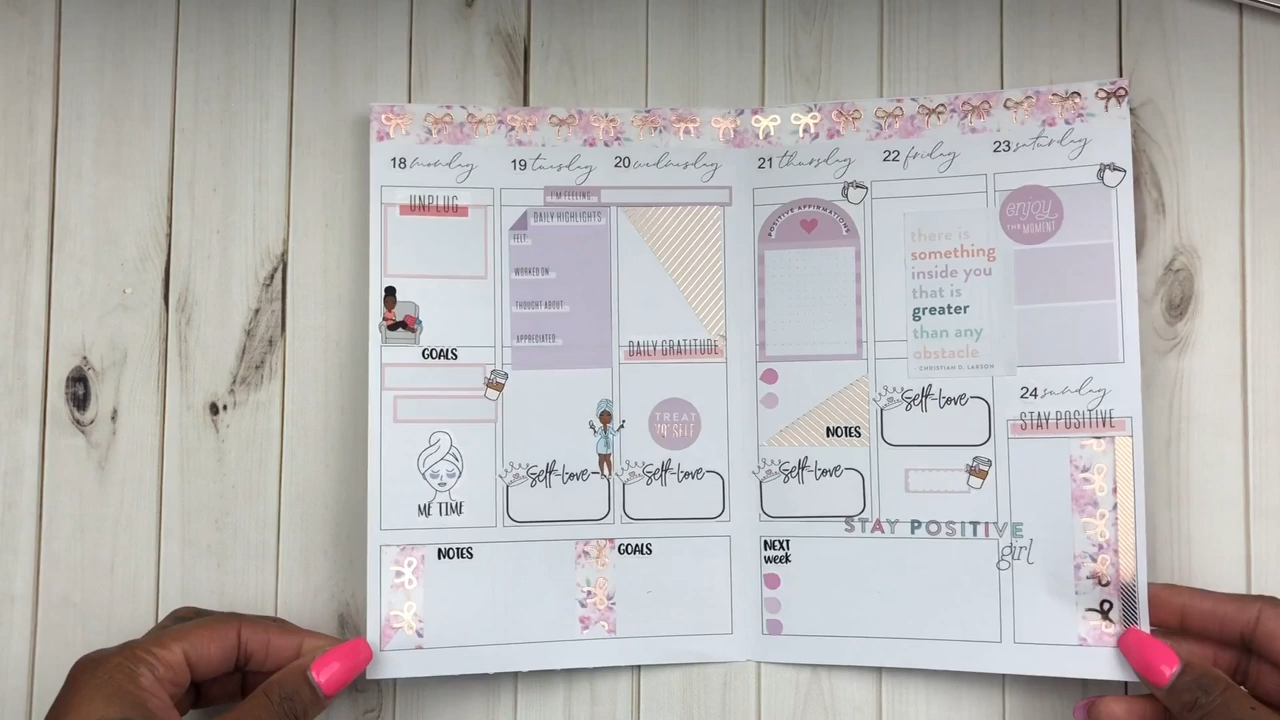 18 monday
UNPLUG
GOALS
ME TIME
NOTES
19 tuesday
I'M FEELING
DAILY HIGHLIGHTS
FELT:
WORKED ON:
THOUGHT ABOUT:
APPRECIATED:
Self-Love
20 wednesday
DAILY GRATITUDE
TREAT
YO'SELF
Self-Love
GOALS
21 thursday
POSITIVE AFFIRMATIONS
NOTES
Self-Love
NEXT
week
22 friday
there is
something
inside you
that is
greater
than any
obstacle
- CHRISTIAN D. LARSON
Self-Love
STAY POSITIVE
girl
23 saturday
enjoy
THE MOMENT
24 sunday
STAY POSITIVE